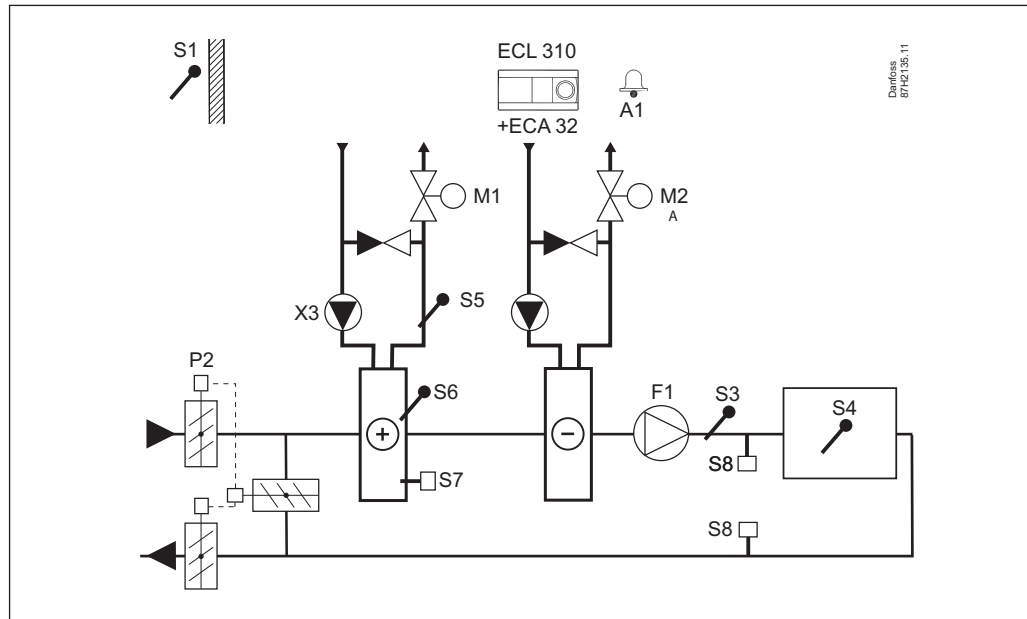 S1
ECL 310
+ECA 32
A1
Danfoss
87H2135.11
M1
M2
A
X3
S5
P2
S6
+
S7
−
F1
S3
S4
S8
S8